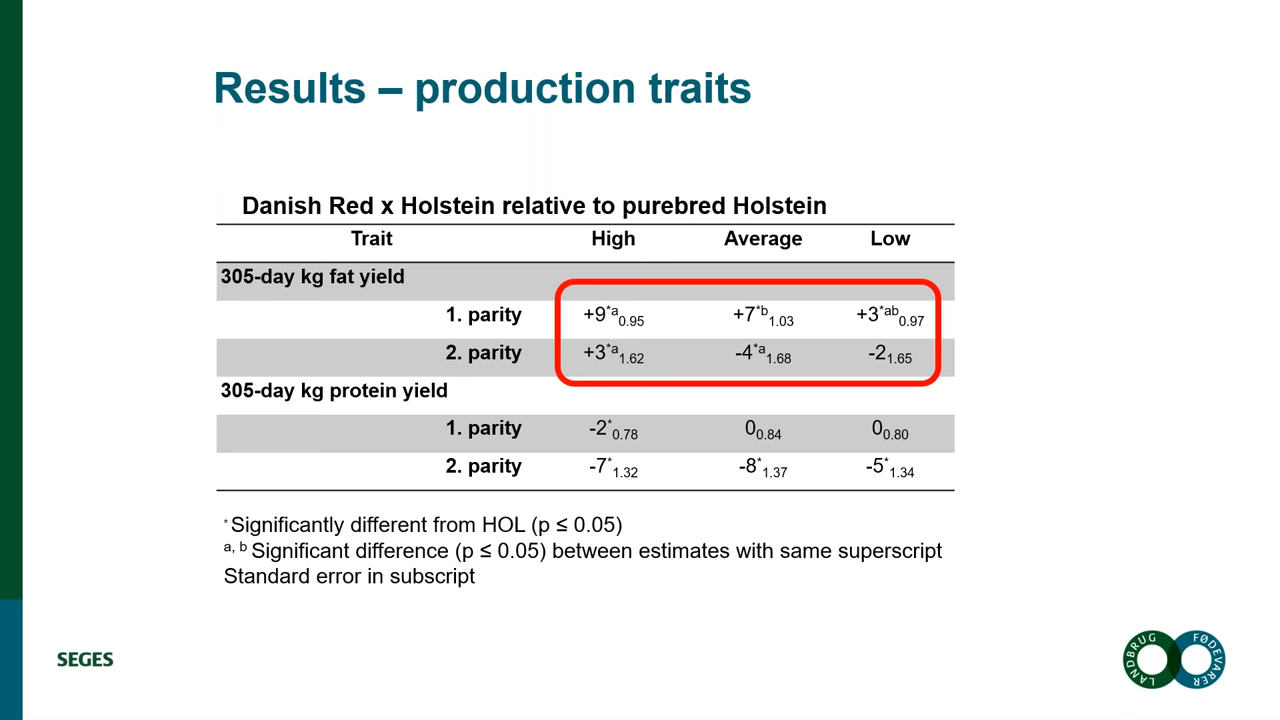 Results – production traits
Danish Red x Holstein relative to purebred Holstein
Trait High Average Low
305-day kg fat yield
1. parity +9*a0.95 +7*b1.03 +3*ab0.97
2. parity +3*a1.62 -4*a1.68 -21.65
305-day kg protein yield
1. parity -2*0.78 00.84 00.80
2. parity -7*1.32 -8*1.37 -5*1.34
* Significantly different from HOL (p ≤ 0.05)
a, b Significant difference (p ≤ 0.05) between estimates with same superscript
Standard error in subscript
SEGES
LANDBRUG FØDEVARER